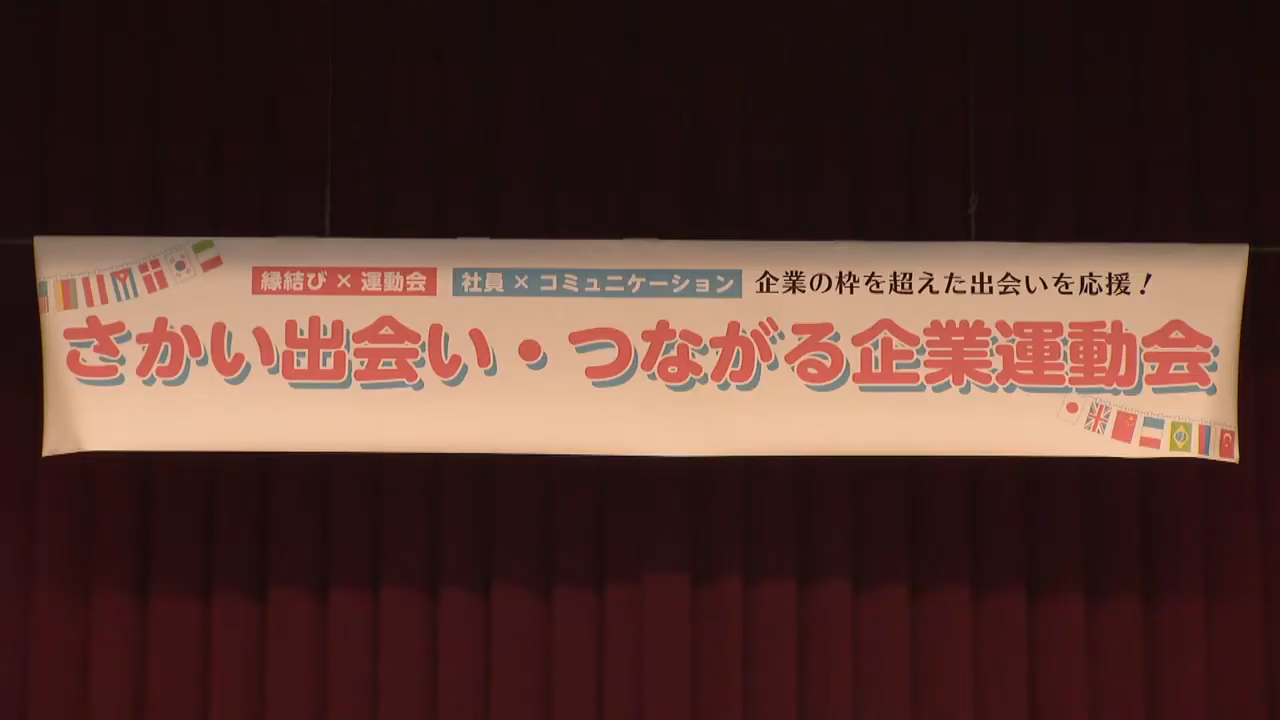 縁結び × 運動会 社員 × コミュニケーション 企業の枠を超えた出会いを応援！
さかい出会い・つながる企業運動会